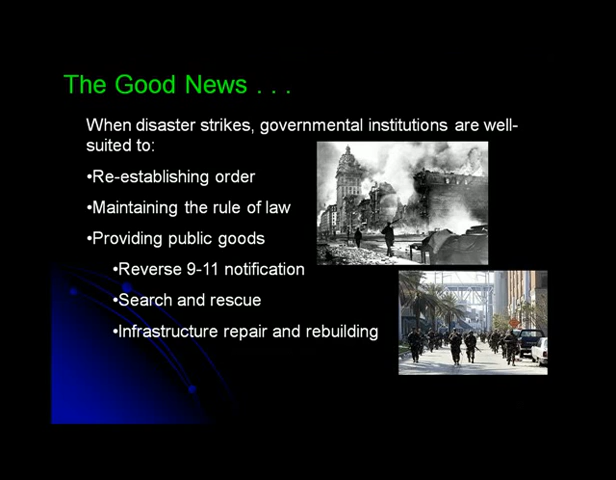 The Good News . . .
When disaster strikes, governmental institutions are well-
suited to:
•Re-establishing order
•Maintaining the rule of law
•Providing public goods
•Reverse 9-11 notification
•Search and rescue
•Infrastructure repair and rebuilding